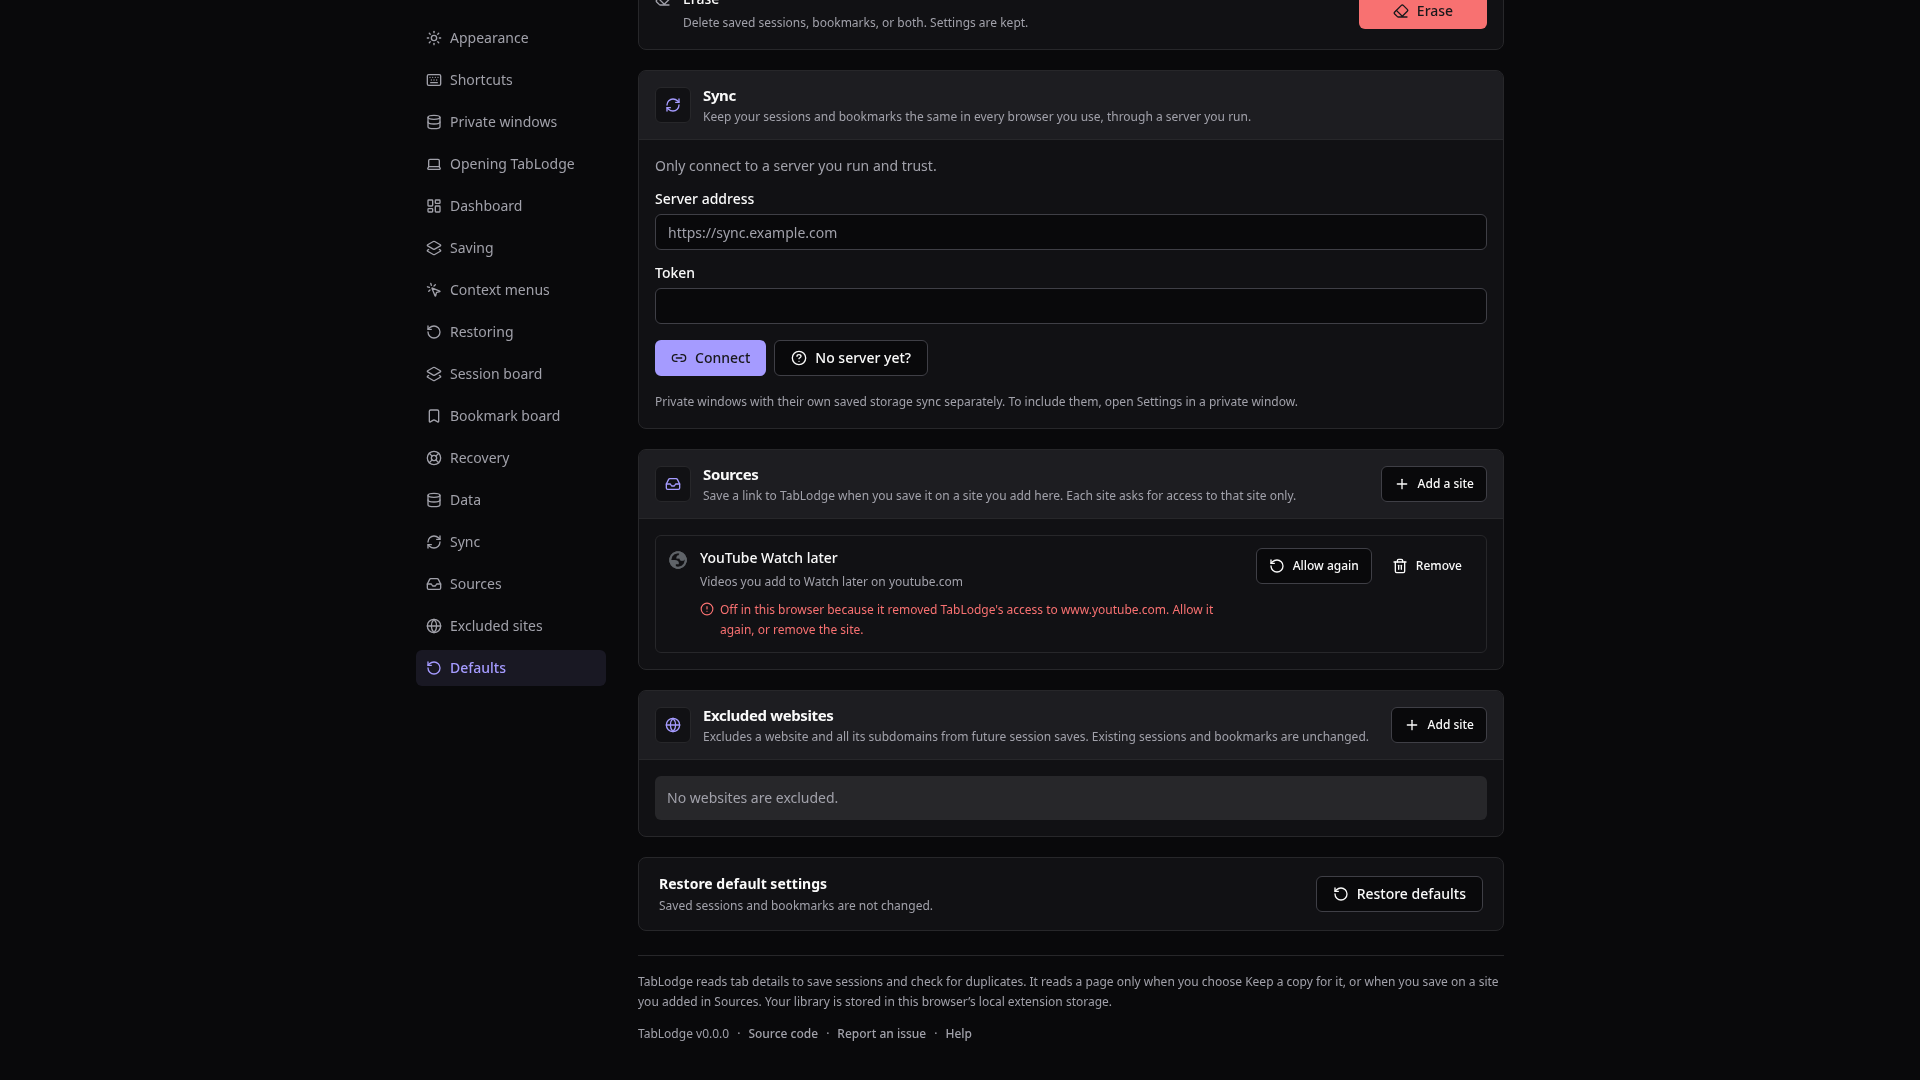 Appearance
Shortcuts
Private windows
Opening TabLodge
Dashboard
Saving
Context menus
Restoring
Session board
Bookmark board
Recovery
Data
Sync
Sources
Excluded sites
Defaults
Erase
Delete saved sessions, bookmarks, or both. Settings are kept.
Erase
Sync
Keep your sessions and bookmarks the same in every browser you use, through a server you run.
Only connect to a server you run and trust.
Server address
https://sync.example.com
Token
Connect
No server yet?
Private windows with their own saved storage sync separately. To include them, open Settings in a private window.
Sources
Save a link to TabLodge when you save it on a site you add here. Each site asks for access to that site only.
Add a site
YouTube Watch later
Videos you add to Watch later on youtube.com
Off in this browser because it removed TabLodge's access to www.youtube.com. Allow it
again, or remove the site.
Allow again
Remove
Excluded websites
Excludes a website and all its subdomains from future session saves. Existing sessions and bookmarks are unchanged.
Add site
No websites are excluded.
Restore default settings
Saved sessions and bookmarks are not changed.
Restore defaults
TabLodge reads tab details to save sessions and check for duplicates. It reads a page only when you choose Keep a copy for it, or when you save on a site
you added in Sources. Your library is stored in this browser’s local extension storage.
TabLodge v0.0.0 · Source code · Report an issue · Help